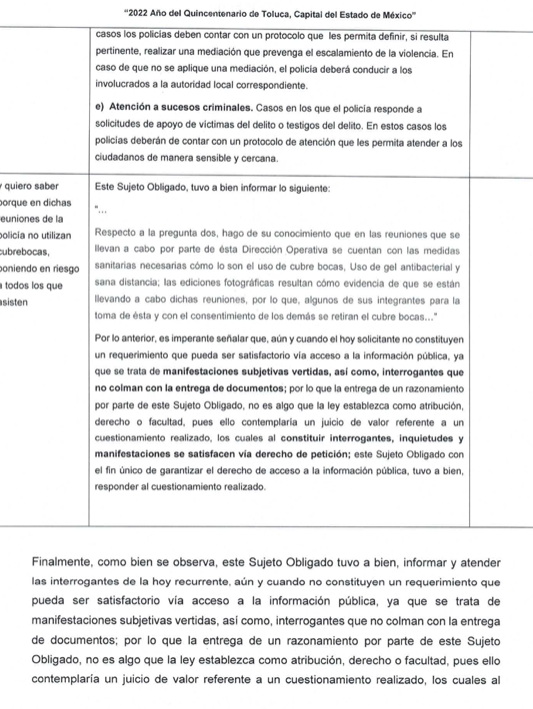 "2022 Año del Quincentenario de Toluca, Capital del Estado de México"
casos los policías deben contar con un protocolo que les permita definir, si resulta
pertinente, realizar una mediación que prevenga el escalamiento de la violencia. En
caso de que no se aplique una mediación, el policía deberá conducir a los
involucrados a la autoridad local correspondiente.
e) Atención a sucesos criminales. Casos en los que el policía responde a
solicitudes de apoyo de víctimas del delito o testigos del delito. En estos casos los
policías deberán de contar con un protocolo de atención que les permita atender a los
ciudadanos de manera sensible y cercana.
y quiero saber
porque en dichas
reuniones de la
policía no utilizan
cubrebocas,
poniendo en riesgo
a todos los que
asisten
Este Sujeto Obligado, tuvo a bien informar lo siguiente:
"...
Respecto a la pregunta dos, hago de su conocimiento que en las reuniones que se
llevan a cabo por parte de ésta Dirección Operativa se cuentan con las medidas
sanitarias necesarias cómo lo son el uso de cubre bocas, Uso de gel antibacterial y
sana distancia; las ediciones fotográficas resultan cómo evidencia de que se están
llevando a cabo dichas reuniones, por lo que, algunos de sus integrantes para la
toma de ésta y con el consentimiento de los demás se retiran el cubre bocas..."
Por lo anterior, es imperante señalar que, aún y cuando el hoy solicitante no constituyen
un requerimiento que pueda ser satisfactorio vía acceso a la información pública, ya
que se trata de manifestaciones subjetivas vertidas, así como, interrogantes que
no colman con la entrega de documentos; por lo que la entrega de un razonamiento
por parte de este Sujeto Obligado, no es algo que la ley establezca como atribución,
derecho o facultad, pues ello contemplaría un juicio de valor referente a un
cuestionamiento realizado, los cuales al constituir interrogantes, inquietudes y
manifestaciones se satisfacen vía derecho de petición; este Sujeto Obligado con
el fin único de garantizar el derecho de acceso a la información pública, tuvo a bien,
responder al cuestionamiento realizado.
Finalmente, como bien se observa, este Sujeto Obligado tuvo a bien, informar y atender
las interrogantes de la hoy recurrente, aún y cuando no constituyen un requerimiento que
pueda ser satisfactorio vía acceso a la información pública, ya que se trata de
manifestaciones subjetivas vertidas, así como, interrogantes que no colman con la entrega
de documentos; por lo que la entrega de un razonamiento por parte de este Sujeto
Obligado, no es algo que la ley establezca como atribución, derecho o facultad, pues ello
contemplaría un juicio de valor referente a un cuestionamiento realizado, los cuales al